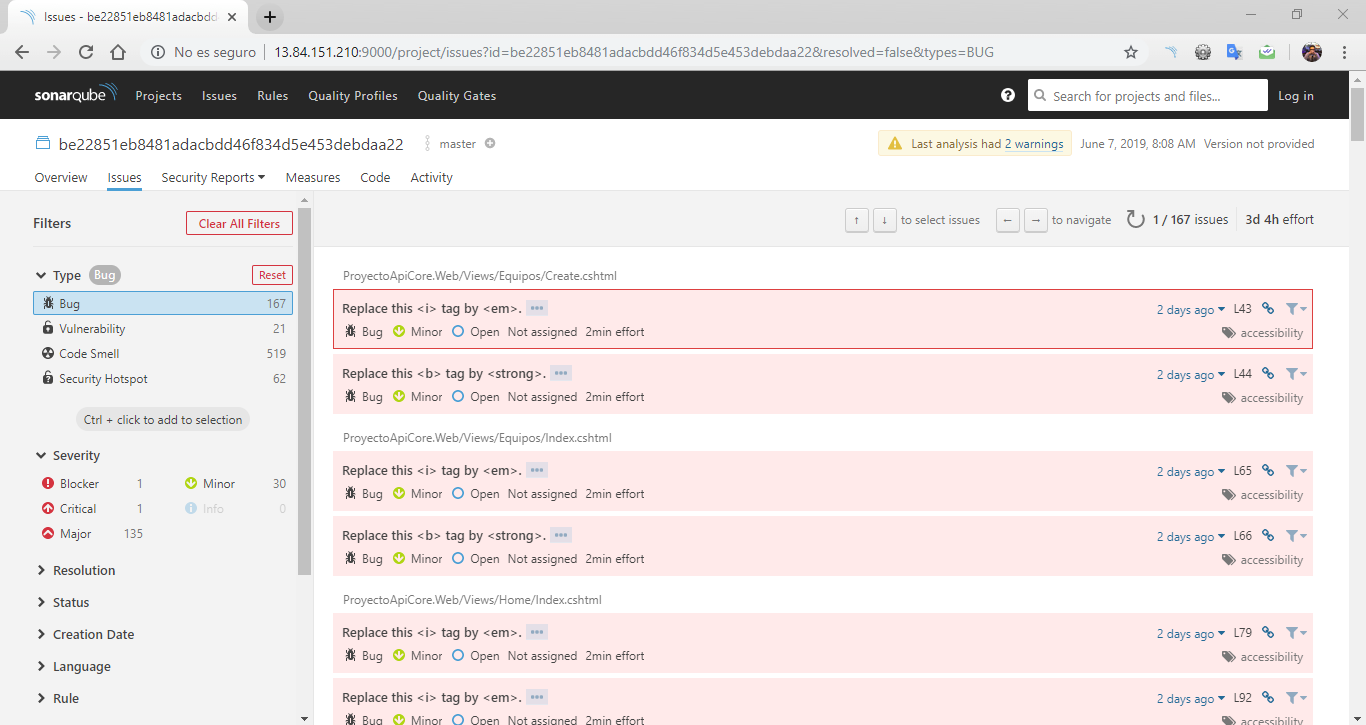 Issues - be22851eb8481adacbdd
No es seguro 13.84.151.210:9000/project/issues?id=be22851eb8481adacbdd46f834d5e453debdaa22&resolved=false&types=BUG
sonarqube Projects Issues Rules Quality Profiles Quality Gates Search for projects and files... Log in
be22851eb8481adacbdd46f834d5e453debdaa22 master Last analysis had 2 warnings June 7, 2019, 8:08 AM Version not provided
Overview Issues Security Reports Measures Code Activity
Filters Clear All Filters
Type Bug Reset
Bug 167
Vulnerability 21
Code Smell 519
Security Hotspot 62
Ctrl + click to add to selection
Severity
Blocker 1 Minor 30
Critical 1 Info 0
Major 135
Resolution
Status
Creation Date
Language
Rule
↑ ↓ to select issues ← → to navigate 1 / 167 issues 3d 4h effort
ProyectoApiCore.Web/Views/Equipos/Create.cshtml
Replace this <i> tag by <em>. 2 days ago L43
Bug Minor Open Not assigned 2min effort accessibility
Replace this <b> tag by <strong>. 2 days ago L44
Bug Minor Open Not assigned 2min effort accessibility
ProyectoApiCore.Web/Views/Equipos/Index.cshtml
Replace this <i> tag by <em>. 2 days ago L65
Bug Minor Open Not assigned 2min effort accessibility
Replace this <b> tag by <strong>. 2 days ago L66
Bug Minor Open Not assigned 2min effort accessibility
ProyectoApiCore.Web/Views/Home/Index.cshtml
Replace this <i> tag by <em>. 2 days ago L79
Bug Minor Open Not assigned 2min effort accessibility
Replace this <i> tag by <em>. 2 days ago L92
Bug Minor Open Not assigned 2min effort accessibility